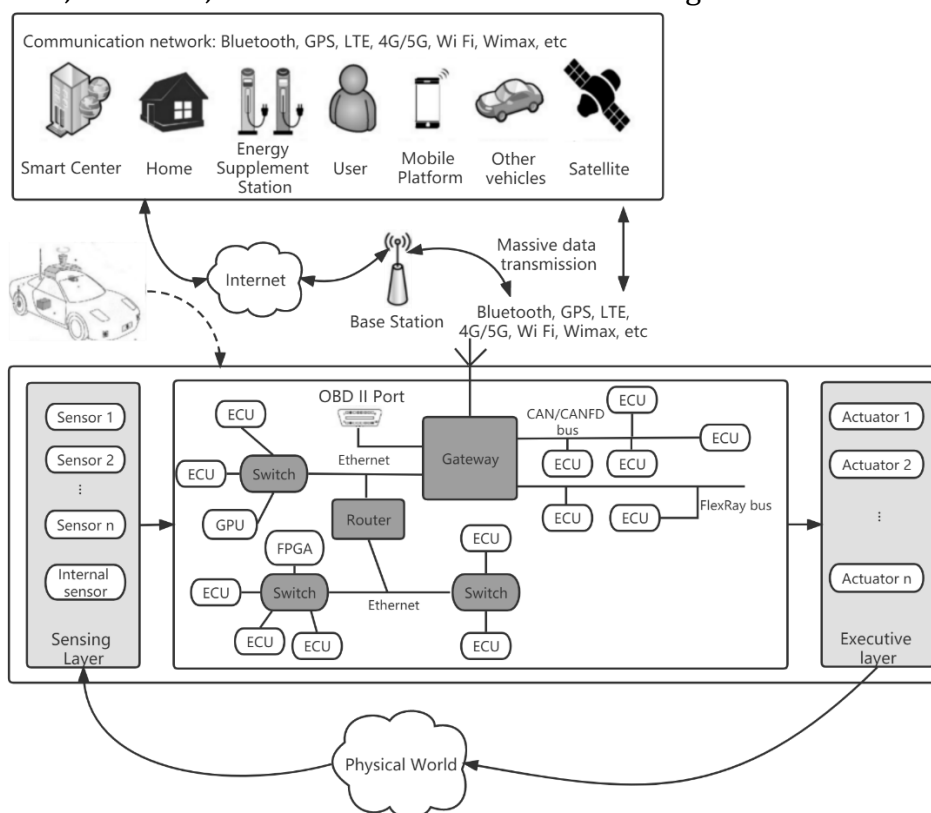 Communication network: Bluetooth, GPS, LTE, 4G/5G, Wi Fi, Wimax, etc
Smart Center
Home
Energy
Supplement
Station
User
Mobile
Platform
Other
vehicles
Satellite
Internet
Base Station
Massive data
transmission
Bluetooth, GPS, LTE,
4G/5G, Wi Fi, Wimax, etc
Sensor 1
Sensor 2
...
Sensor n
Internal
sensor
Sensing
Layer
ECU
OBD II Port
ECU
Switch
Ethernet
GPU
Router
Gateway
CAN/CANFD
bus
ECU
ECU
ECU
ECU
ECU
ECU
FlexRay bus
FPGA
ECU
Switch
Ethernet
ECU
ECU
ECU
Switch
ECU
Actuator 1
Actuator 2
...
Actuator n
Executive
layer
Physical World